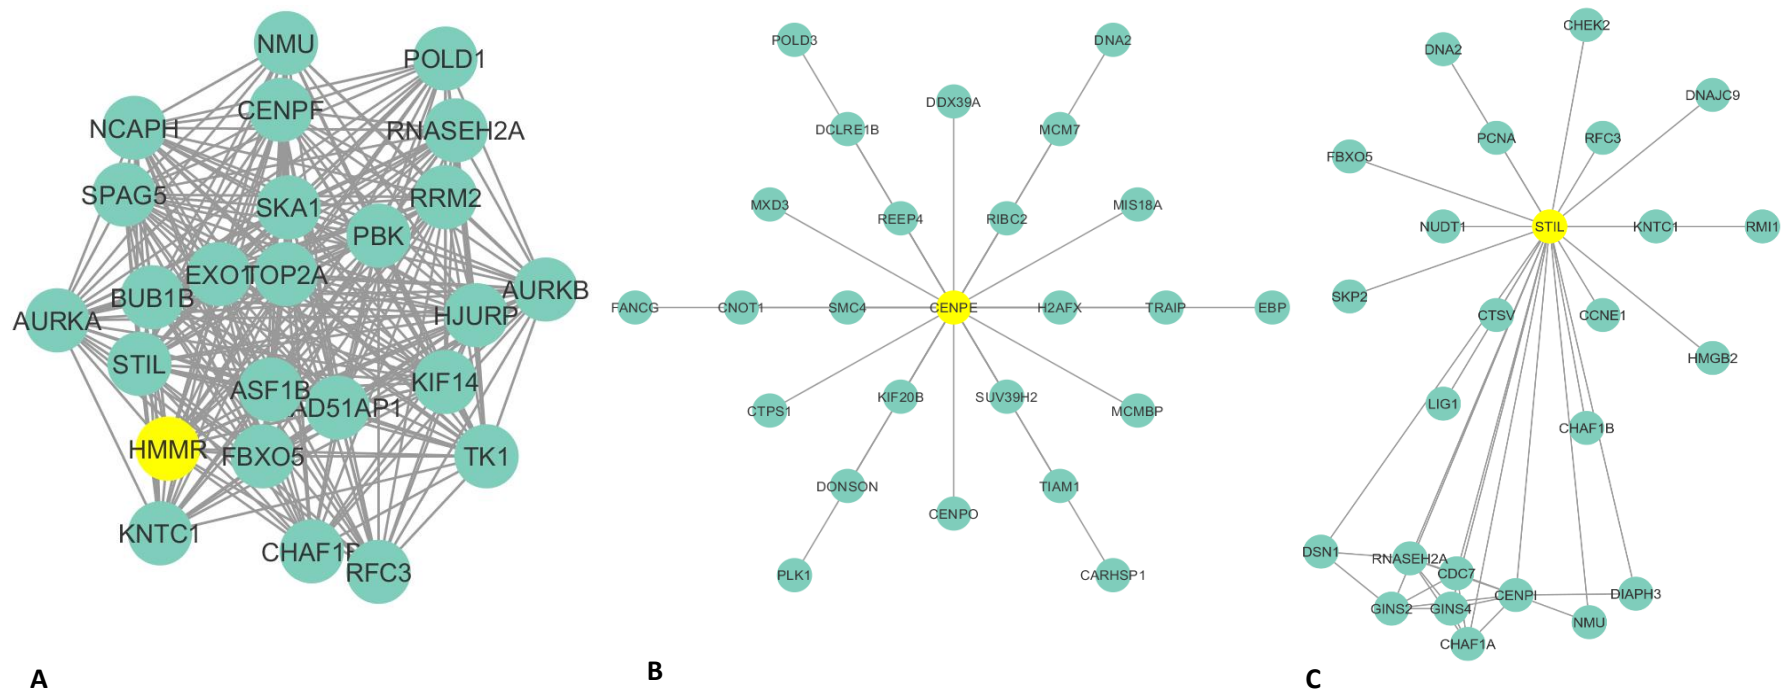 NMU
POLD1
CENPF
NCAPH
RNASEH2A
SPAG5
SKA1
RRM2
PBK
EXO1
TOP2A
BUB1B
AURKB
AURKA
HJURP
STIL
ASF1B
KIF14
AD51AP1
HMMR
FBXO5
TK1
KNTC1
CHAF1B
RFC3
A
POLD3
DNA2
DDX39A
DCLRE1B
MCM7
MXD3
MIS18A
REEP4
RIBC2
FANCG
CNOT1
SMC4
CENPE
H2AFX
TRAIP
EBP
CTPS1
KIF20B
SUV39H2
MCMBP
DONSON
TIAM1
CENPO
PLK1
CARHSP1
B
CHEK2
DNA2
DNAJC9
PCNA
RFC3
FBXO5
NUDT1
STIL
KNTC1
RMI1
SKP2
CTSV
CCNE1
HMGB2
LIG1
CHAF1B
DSN1
RNASEH2A
CDC7
CENPI
DIAPH3
GINS2
GINS4
NMU
CHAF1A
C